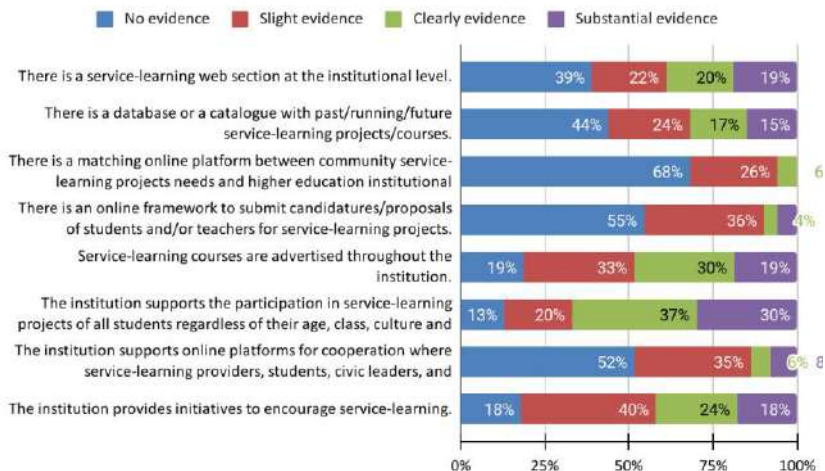 No evidence Slight evidence Clearly evidence Substantial evidence
There is a service-learning web section at the institutional level.
39% 22% 20% 19%
There is a database or a catalogue with past/running/future
service-learning projects/courses.
44% 24% 17% 15%
There is a matching online platform between community service-
learning projects needs and higher education institutional
68% 26% 6
There is an online framework to submit candidatures/proposals
of students and/or teachers for service-learning projects.
55% 36% 4%
Service-learning courses are advertised throughout the
institution.
19% 33% 30% 19%
The institution supports the participation in service-learning
projects of all students regardless of their age, class, culture and
13% 20% 37% 30%
The institution supports online platforms for cooperation where
service-learning providers, students, civic leaders, and
52% 35% 6% 8
The institution provides initiatives to encourage service-learning.
18% 40% 24% 18%
0% 25% 50% 75% 100%